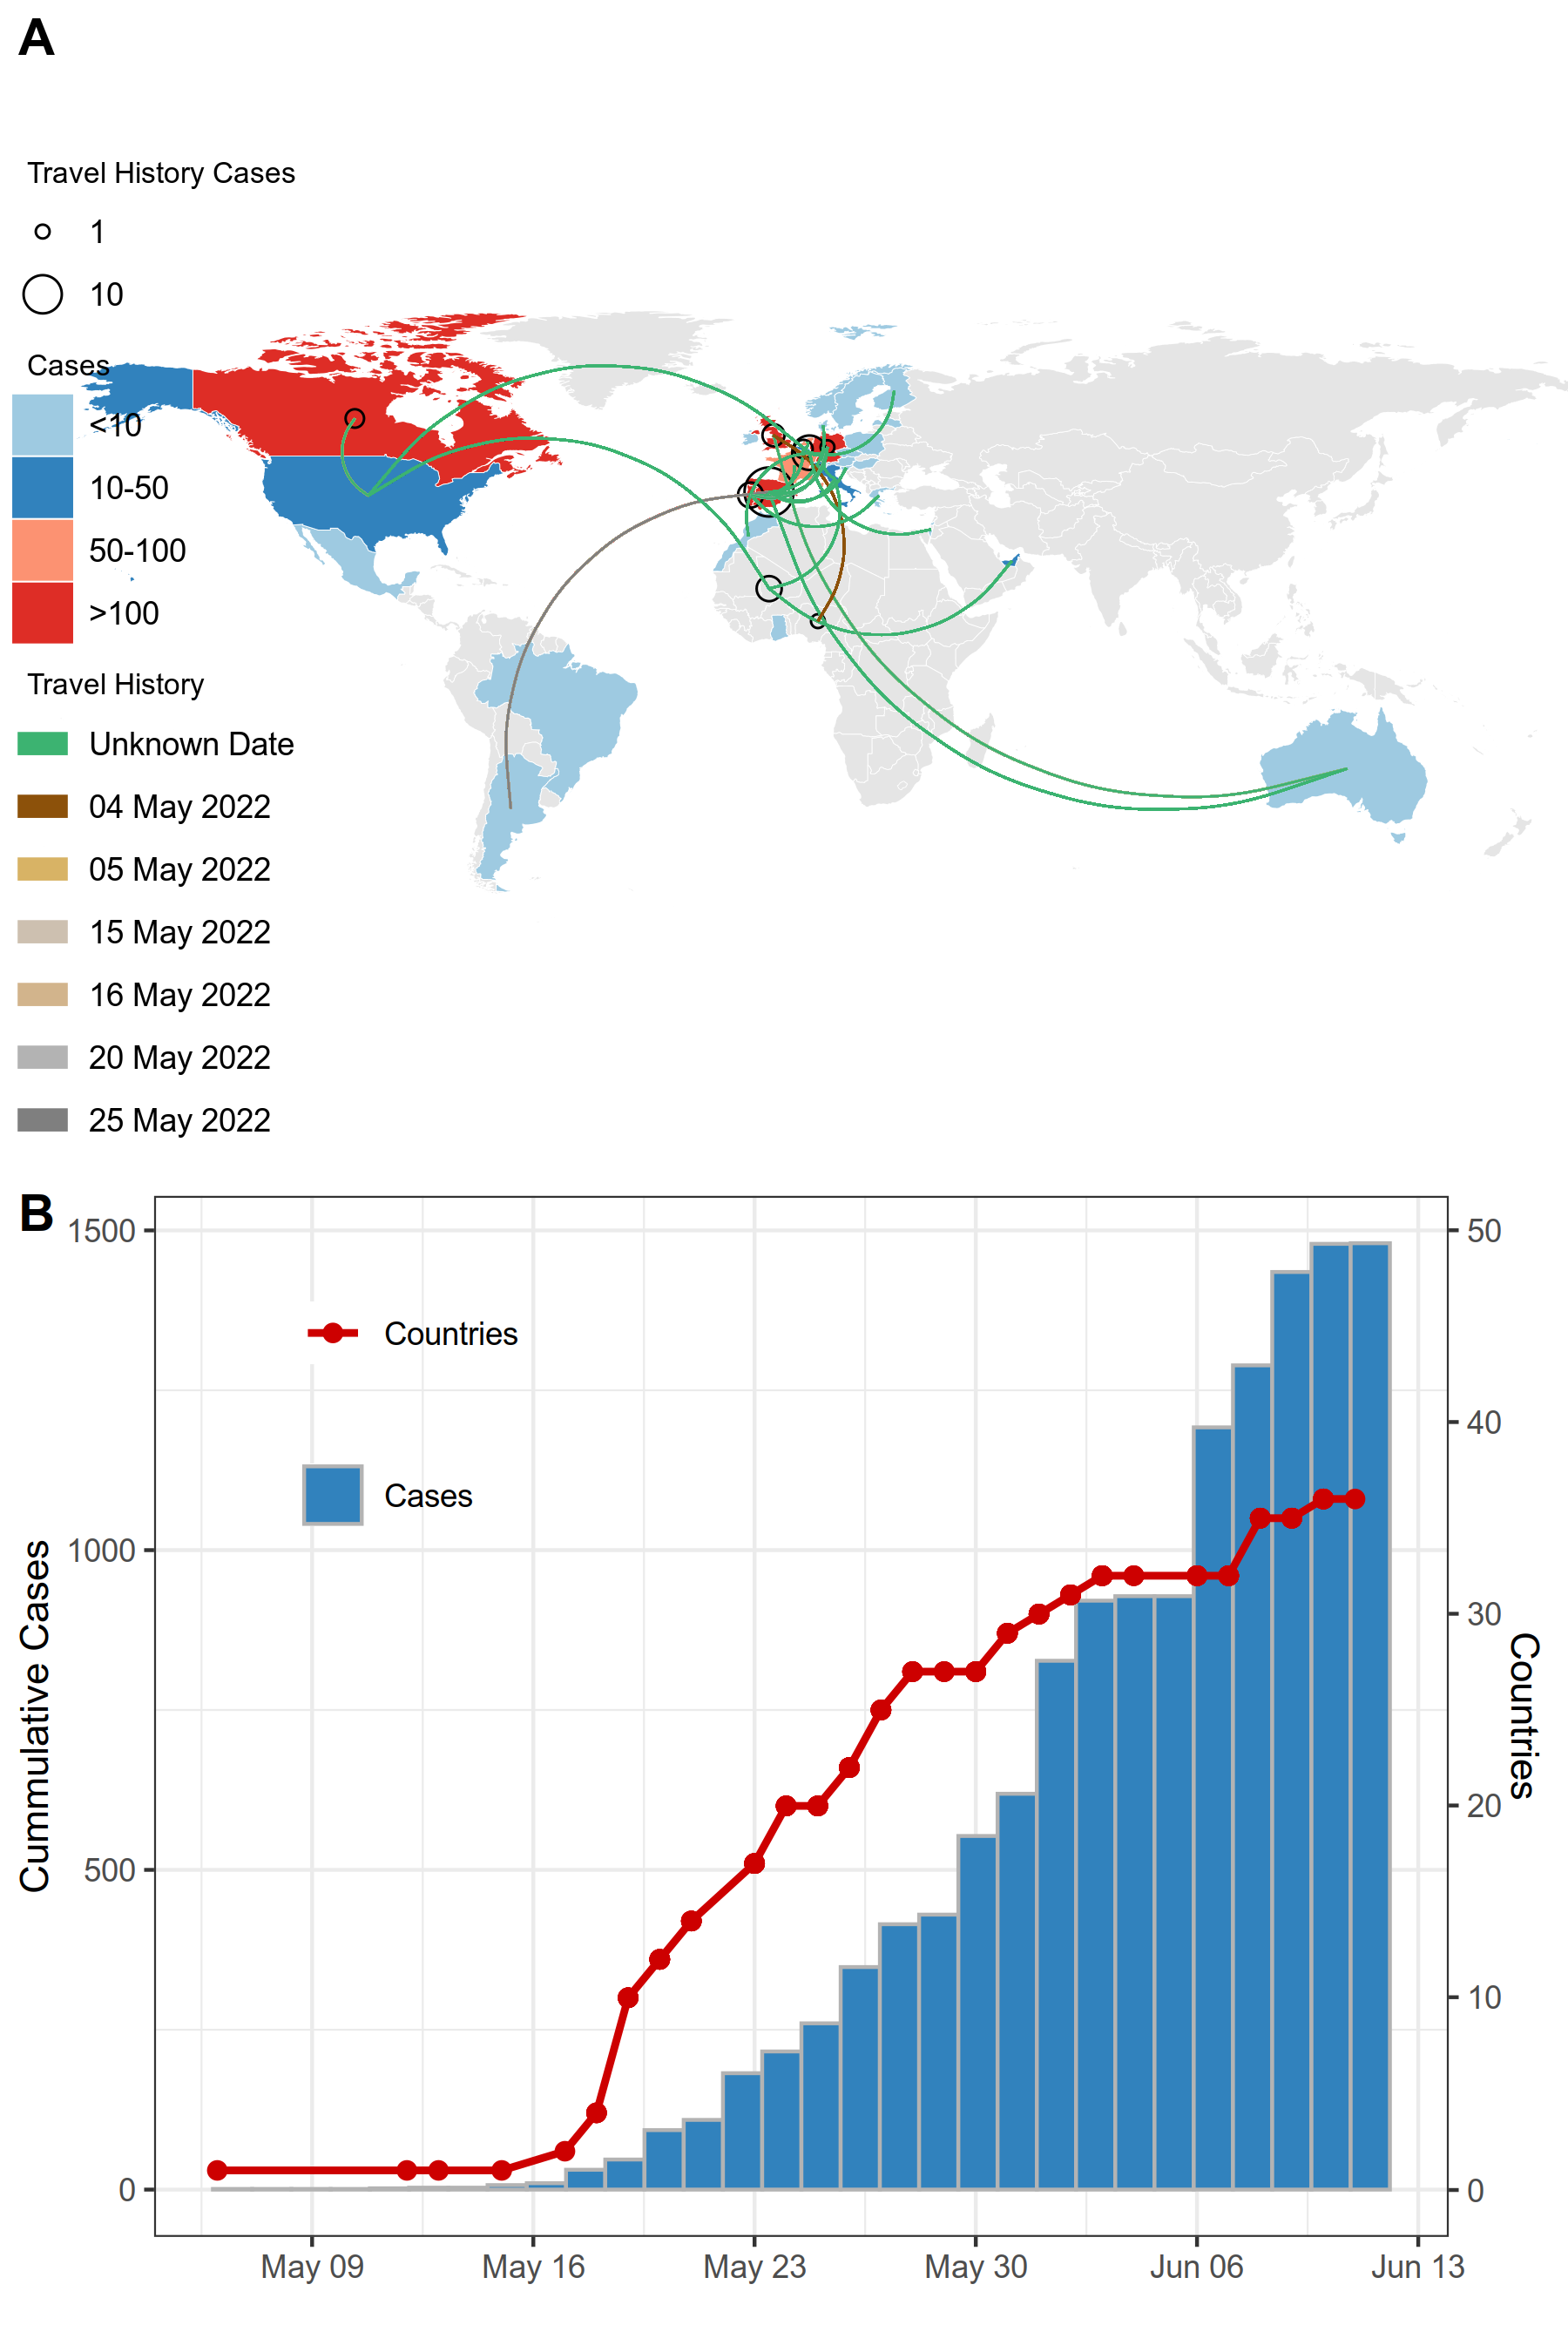 A
Travel History Cases
1
10
Cases
<10
10-50
50-100
>100
Travel History
Unknown Date
04 May 2022
05 May 2022
15 May 2022
16 May 2022
20 May 2022
25 May 2022
B
1500
1000
500
0
Cummulative Cases
Countries
Cases
50
40
30
20
10
0
Countries
May 09
May 16
May 23
May 30
Jun 06
Jun 13